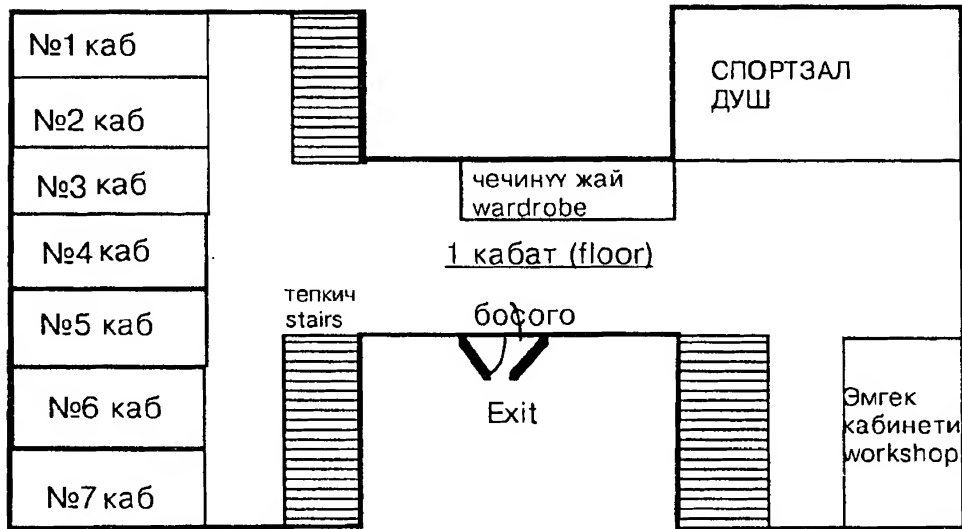 №1 каб
№2 каб
№3 каб
№4 каб
№5 каб
№6 каб
№7 каб
СПОРТЗАЛ
ДУШ
чечинүү жай
wardrobe
1 кабат (floor)
тепкич
stairs
босого
Exit
Эмгек
кабинети
workshop